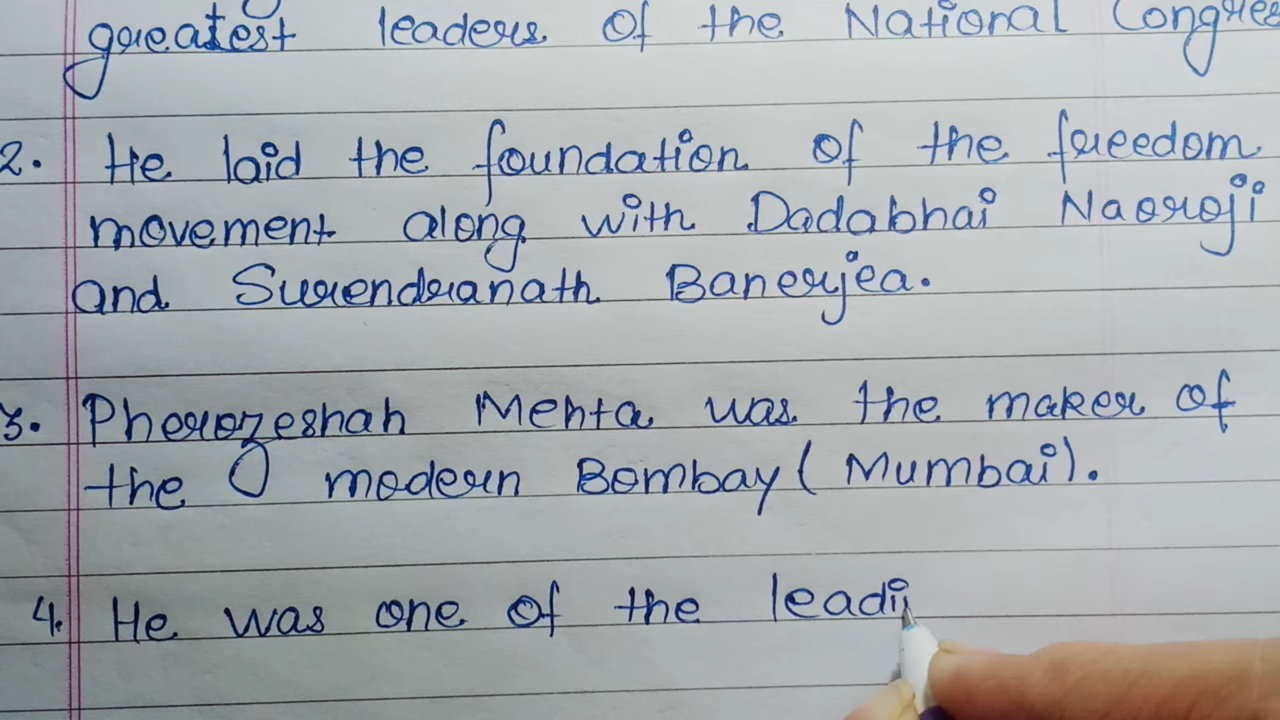 greatest leaders of the National Congres
2. He laid the foundation of the freedom
movement along with Dadabhai Naoroji
and Surendranath Banerjea.
3. Pherozeshah Mehta was the maker of
the modern Bombay (Mumbai).
4. He was one of the leadi